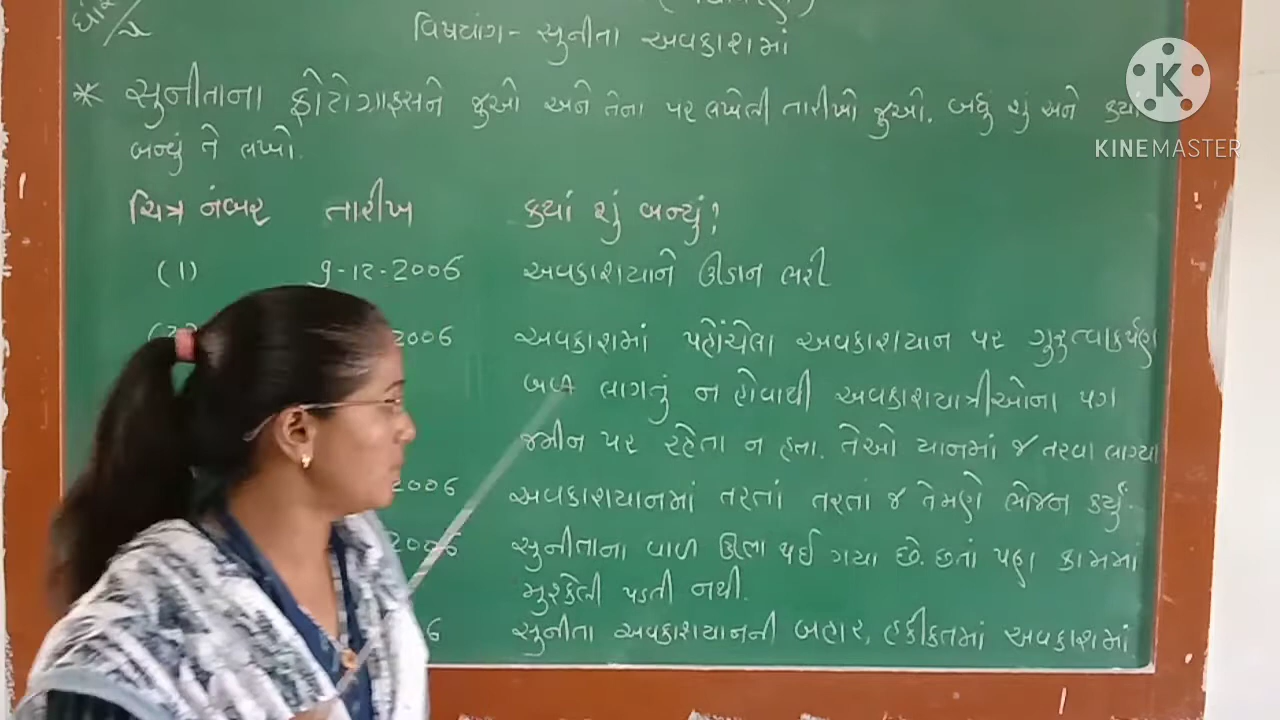 વિષયાંગ - સુનીતા અવકાશમાં
* સુનીતાના ફોટોગ્રાફ્સને જુઓ અને તેના પર લખેલી તારીખો જુઓ. બધું શું અને ક્યાં
બન્યું તે લખો.
ચિત્ર નંબર તારીખ ક્યાં શું બન્યું?
(1) 9-12-2006 અવકાશયાને ઊડાન ભરી
2006 અવકાશમાં પહોંચેલા અવકાશયાન પર ગુરુત્વાકર્ષણ
બળ લાગતું ન હોવાથી અવકાશયાત્રીઓના પગ
જમીન પર રહેતા ન હતા. તેઓ યાનમાં જ તરવા લાગ્યા
2006 અવકાશયાનમાં તરતાં તરતાં જ તેમણે ભોજન કર્યું.
2006 સુનીતાના વાળ ઊભા થઈ ગયા છે. છતાં પણ કામમાં
મુશ્કેલી પડતી નથી.
6 સુનીતા અવકાશયાનની બહાર, હકીકતમાં અવકાશમાં
K
KINEMASTER